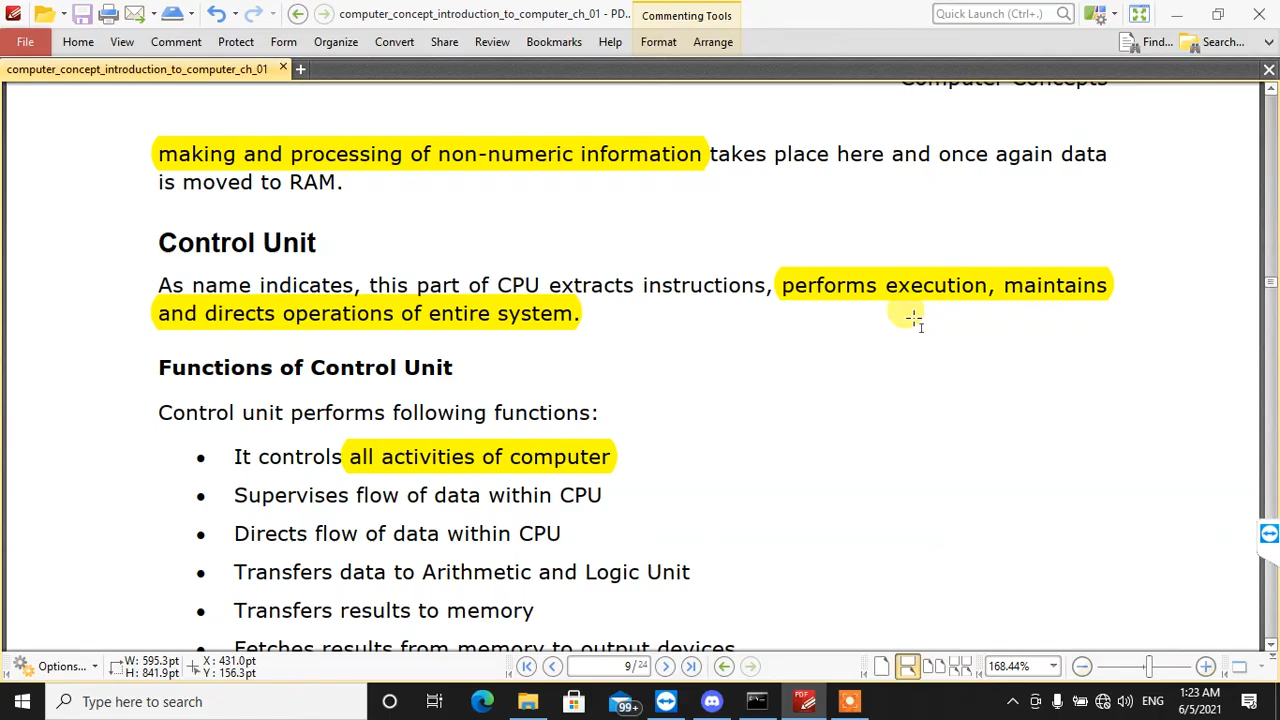 computer_concept_introduction_to_computer_ch_01 - PD...
Commenting Tools
Quick Launch (Ctrl+.)
File Home View Comment Protect Form Organize Convert Share Review Bookmarks Help Format Arrange Find... Search...
computer_concept_introduction_to_computer_ch_01
Computer Concepts
making and processing of non-numeric information takes place here and once again data
is moved to RAM.
Control Unit
As name indicates, this part of CPU extracts instructions, performs execution, maintains
and directs operations of entire system.
Functions of Control Unit
Control unit performs following functions:
• It controls all activities of computer
• Supervises flow of data within CPU
• Directs flow of data within CPU
• Transfers data to Arithmetic and Logic Unit
• Transfers results to memory
• Fetches results from memory to output devices
Options... W: 595.3pt X: 431.0pt
H: 841.9pt Y: 156.3pt
9 / 24
168.44%
Type here to search
99+
PDF
ENG
1:23 AM
6/5/2021